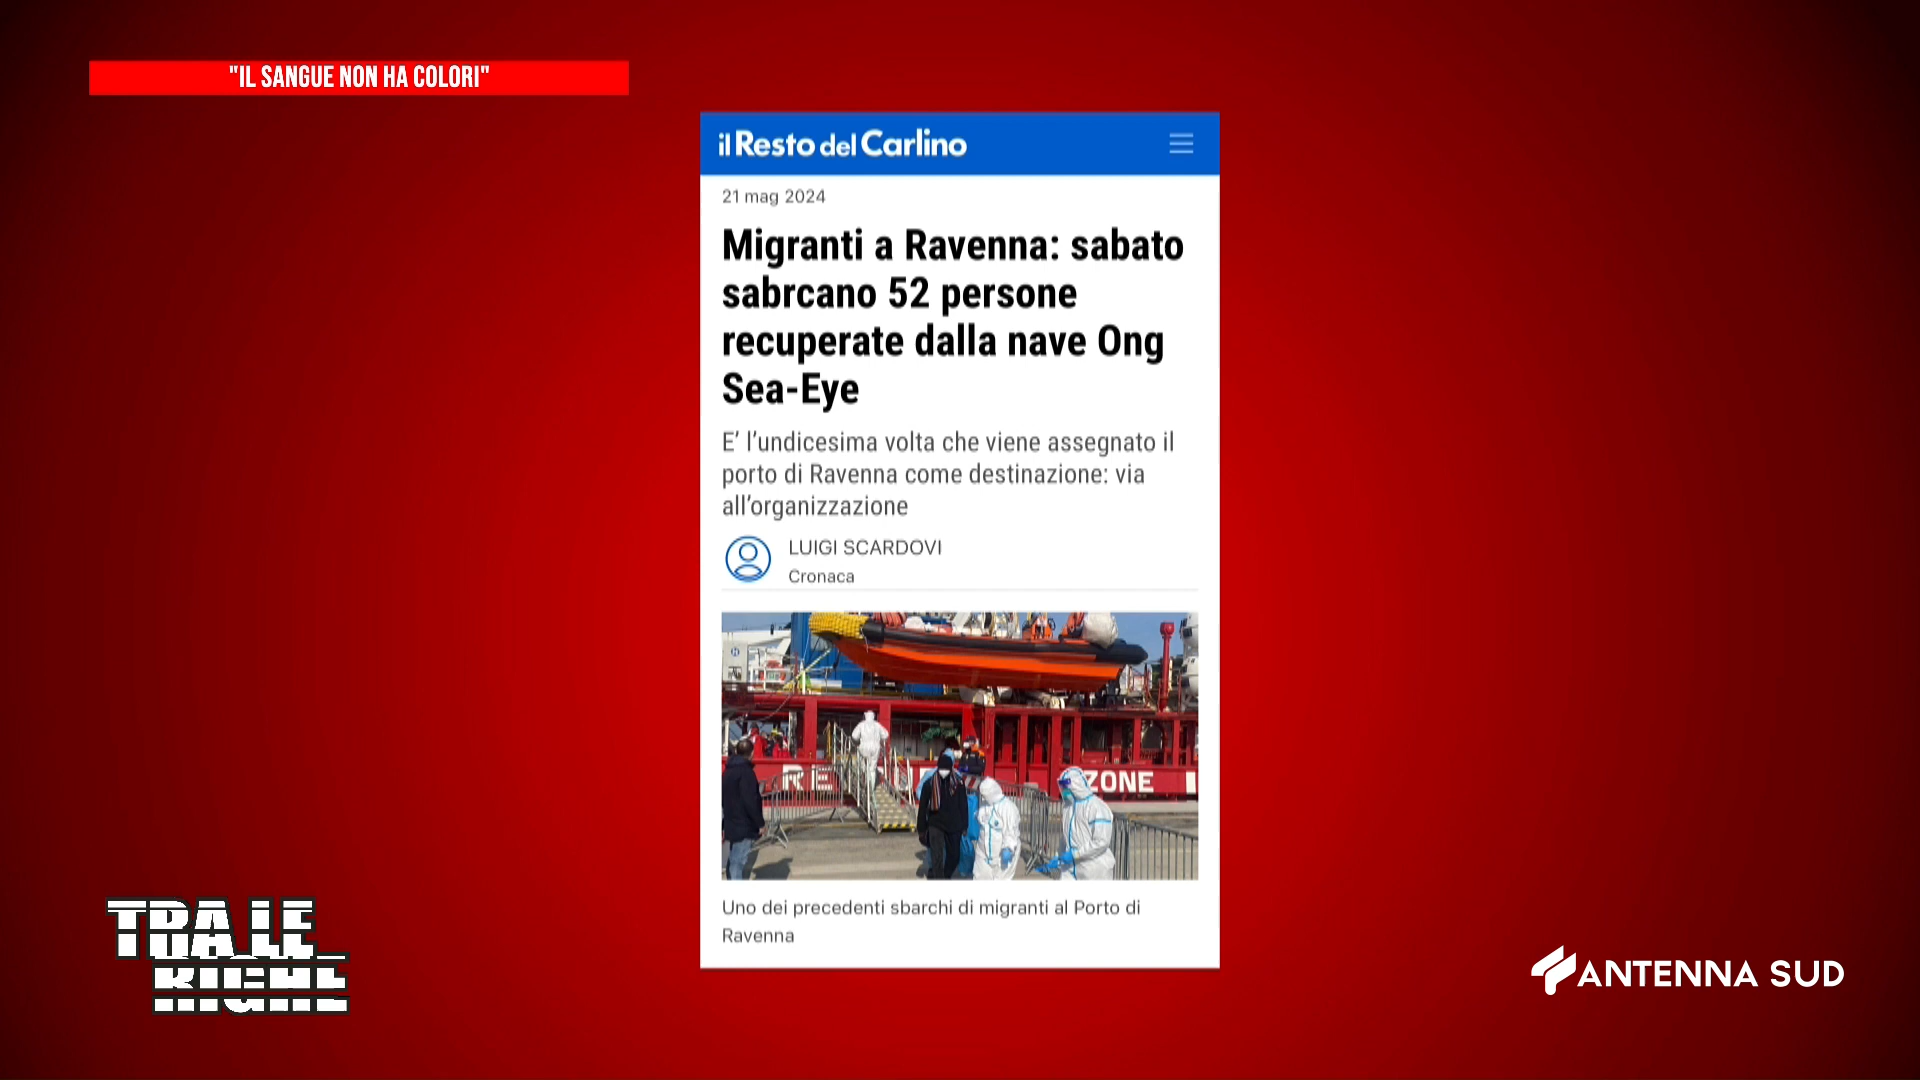 "IL SANGUE NON HA COLORI"
il Resto del Carlino
21 mag 2024
Migranti a Ravenna: sabato
sabrcano 52 persone
recuperate dalla nave Ong
Sea-Eye
E' l'undicesima volta che viene assegnato il
porto di Ravenna come destinazione: via
all'organizzazione
LUIGI SCARDOVI
Cronaca
RE ZONE
Uno dei precedenti sbarchi di migranti al Porto di
Ravenna
TRA LE
RIGHE
ANTENNA SUD